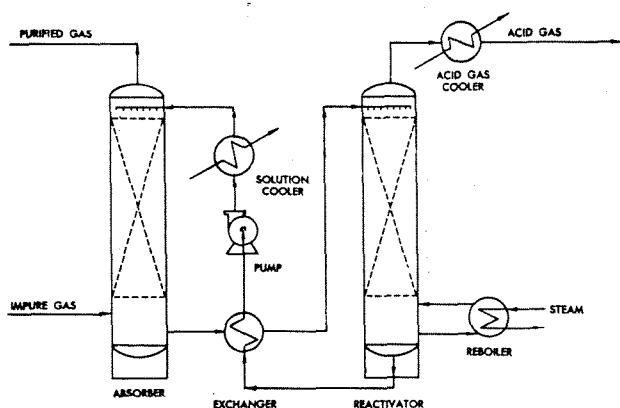 PURIFIED GAS
ACID GAS
ACID GAS
COOLER
SOLUTION
COOLER
PUMP
IMPURE GAS
STEAM
REBOILER
ABSORBER
EXCHANGER
REACTIVATOR